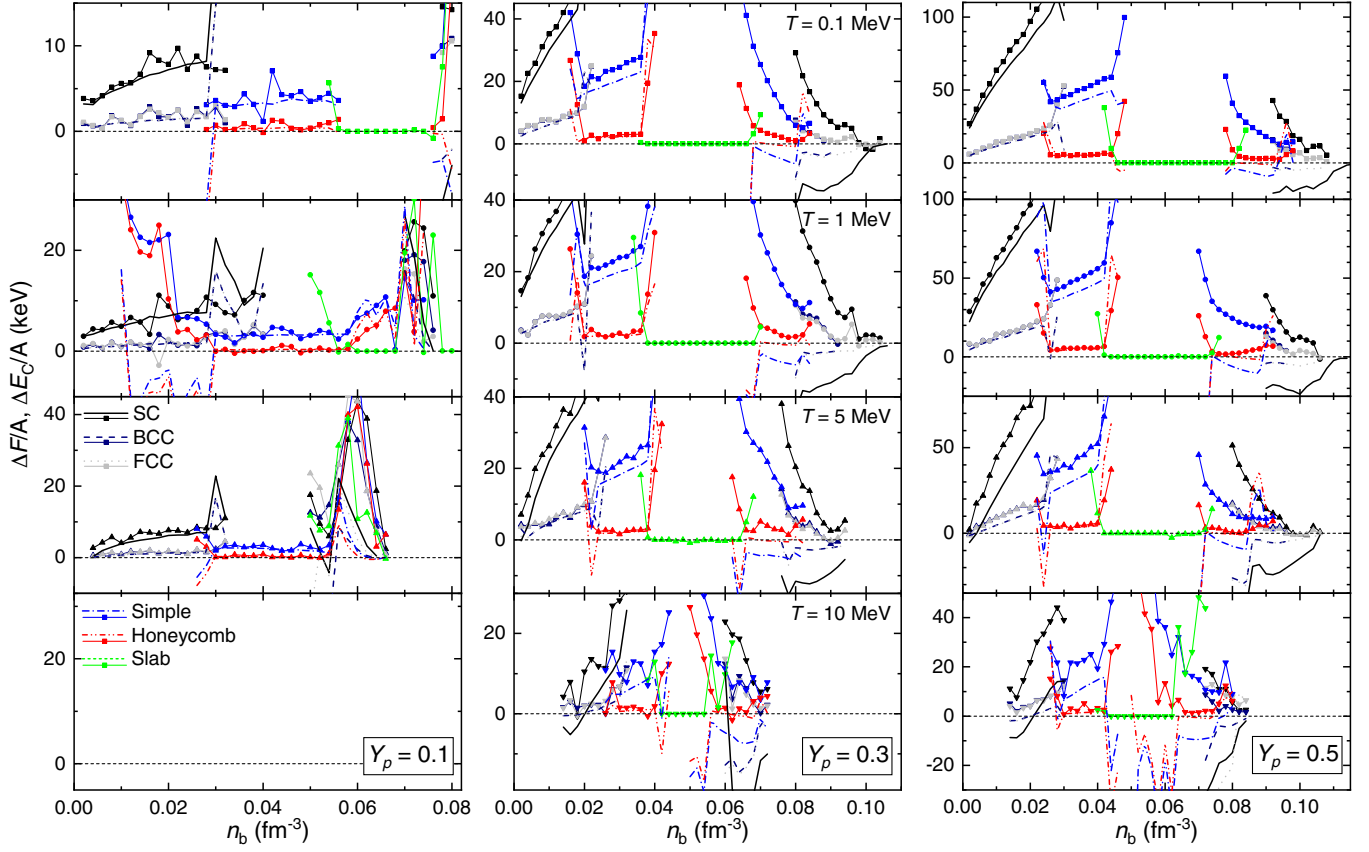 40
100
10
T = 0.1 MeV
20
50
0
0
0
40
100
20
T = 1 MeV
20
50
10
0
0
0
ΔF/A, ΔE_C/A (keV)
40
40
SC
T = 5 MeV
BCC
20
50
20
FCC
0
0
0
Simple
T = 10 MeV
40
Honeycomb
20
20
Slab
20
0
0
Y_p = 0.1
Y_p = 0.3
-20
Y_p = 0.5
0
0.00 0.02 0.04 0.06 0.08
0.00 0.02 0.04 0.06 0.08 0.10
0.00 0.02 0.04 0.06 0.08 0.10
n_b (fm⁻³)
n_b (fm⁻³)
n_b (fm⁻³)